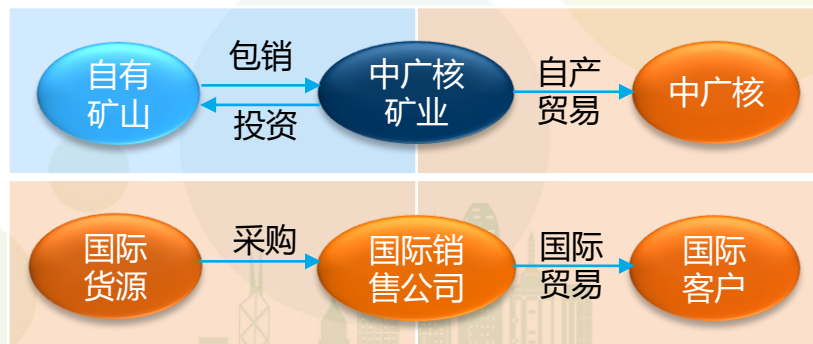 自有
矿山
包销
投资
中广核
矿业
自产
贸易
中广核
国际
货源
采购
国际销
售公司
国际
贸易
国际
客户